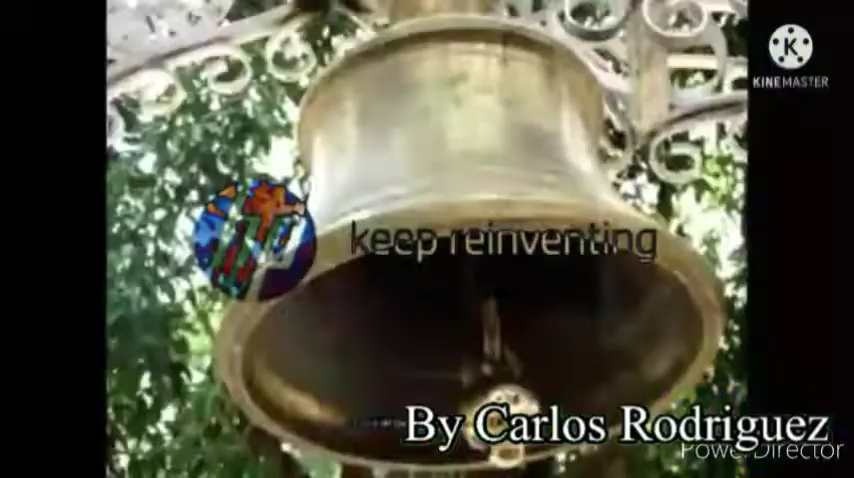 KINEMASTER
keep reinventing
By Carlos Rodriguez
PowerDirector